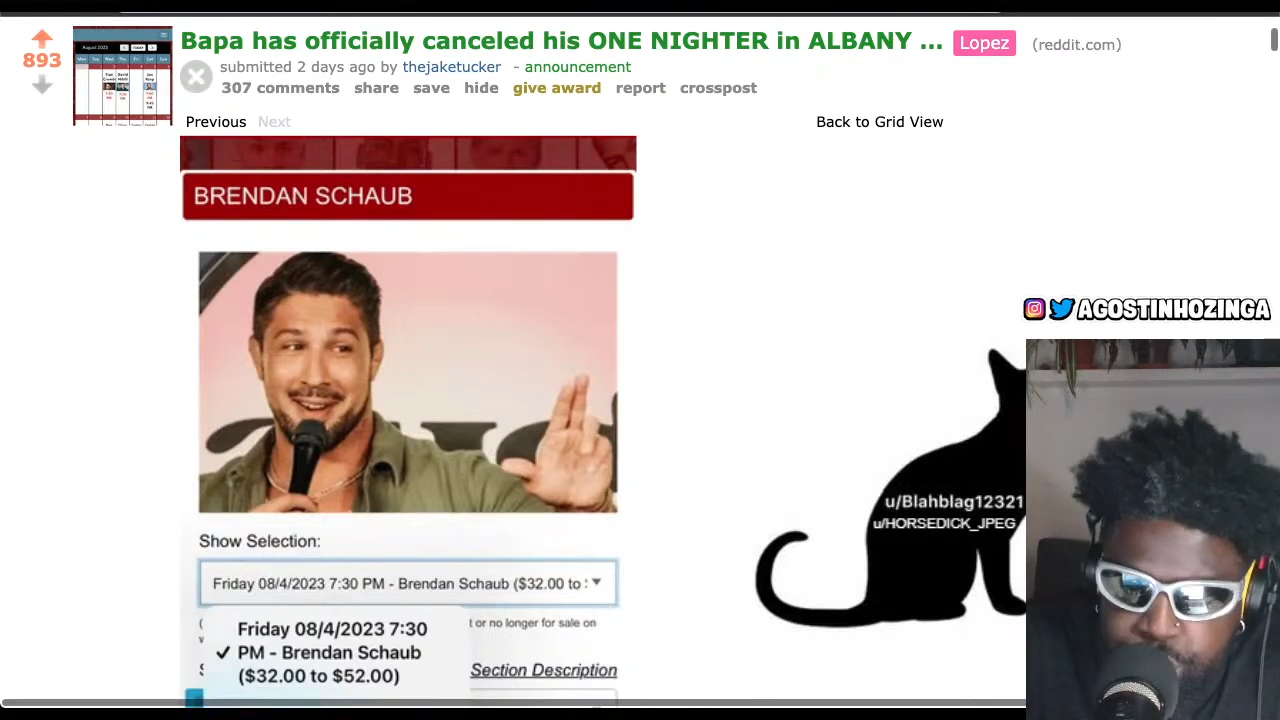 893
Bapa has officially canceled his ONE NIGHTER in ALBANY ... Lopez (reddit.com)
submitted 2 days ago by thejaketucker - announcement
307 comments share save hide give award report crosspost
August 2023
Previous Next
Back to Grid View
BRENDAN SCHAUB
AGOSTINHOZINGA
u/Blahblag12321
u/HORSEDICK_JPEG
Show Selection:
Friday 08/4/2023 7:30 PM - Brendan Schaub ($32.00 to :
t or no longer for sale on
Friday 08/4/2023 7:30
✓ PM - Brendan Schaub
($32.00 to $52.00)
Section Description